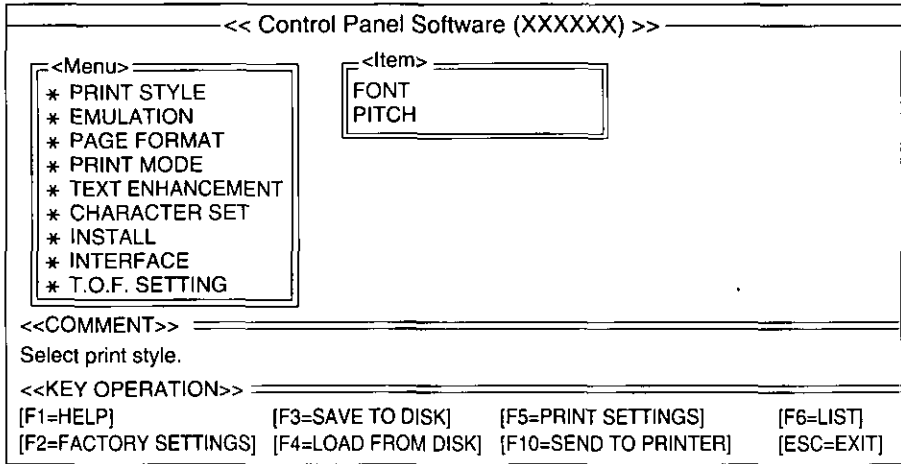 << Control Panel Software (XXXXXX) >>
<Menu>
* PRINT STYLE
* EMULATION
* PAGE FORMAT
* PRINT MODE
* TEXT ENHANCEMENT
* CHARACTER SET
* INSTALL
* INTERFACE
* T.O.F. SETTING
<Item>
FONT
PITCH
<<COMMENT>>
Select print style.
<<KEY OPERATION>>
[F1=HELP] [F3=SAVE TO DISK] [F5=PRINT SETTINGS] [F6=LIST]
[F2=FACTORY SETTINGS] [F4=LOAD FROM DISK] [F10=SEND TO PRINTER] [ESC=EXIT]